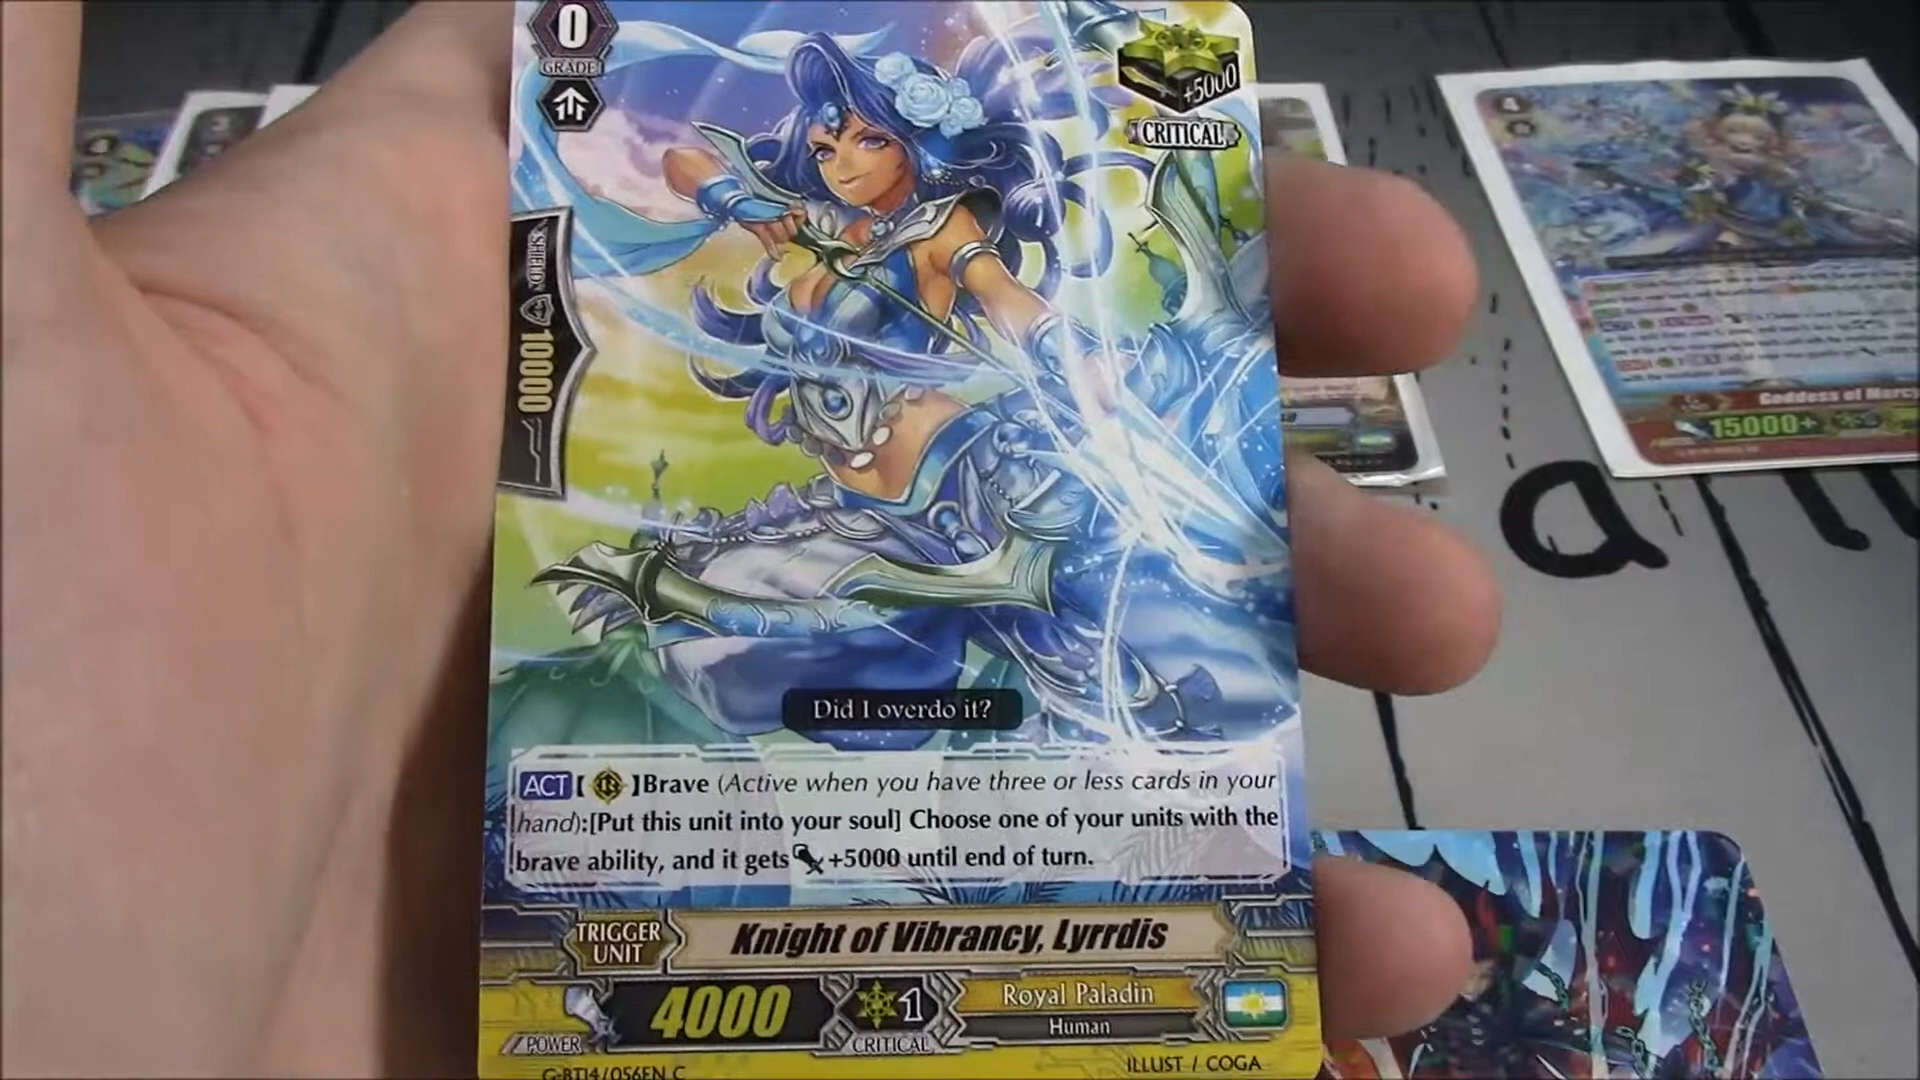 0
GRADE
+5000
CRITICAL
SHIELD
10000
Did I overdo it?
ACT【R】Brave (Active when you have three or less cards in your
hand):[Put this unit into your soul] Choose one of your units with the
brave ability, and it gets +5000 until end of turn.
TRIGGER
UNIT
Knight of Vibrancy, Lyrrdis
4000
1
Royal Paladin
Human
POWER
CRITICAL
G-BT14/056EN C
ILLUST / COGA
4
Goddess of Mercy
15000+
a